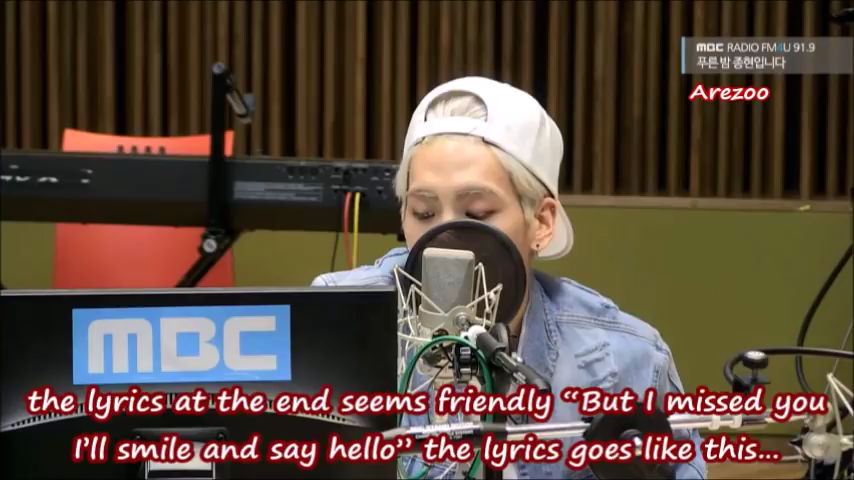 MBC RADIO FM4U 91.9
푸른 밤 종현입니다
Arezoo
MBC
the lyrics at the end seems friendly “But I missed you
I’ll smile and say hello” the lyrics goes like this...